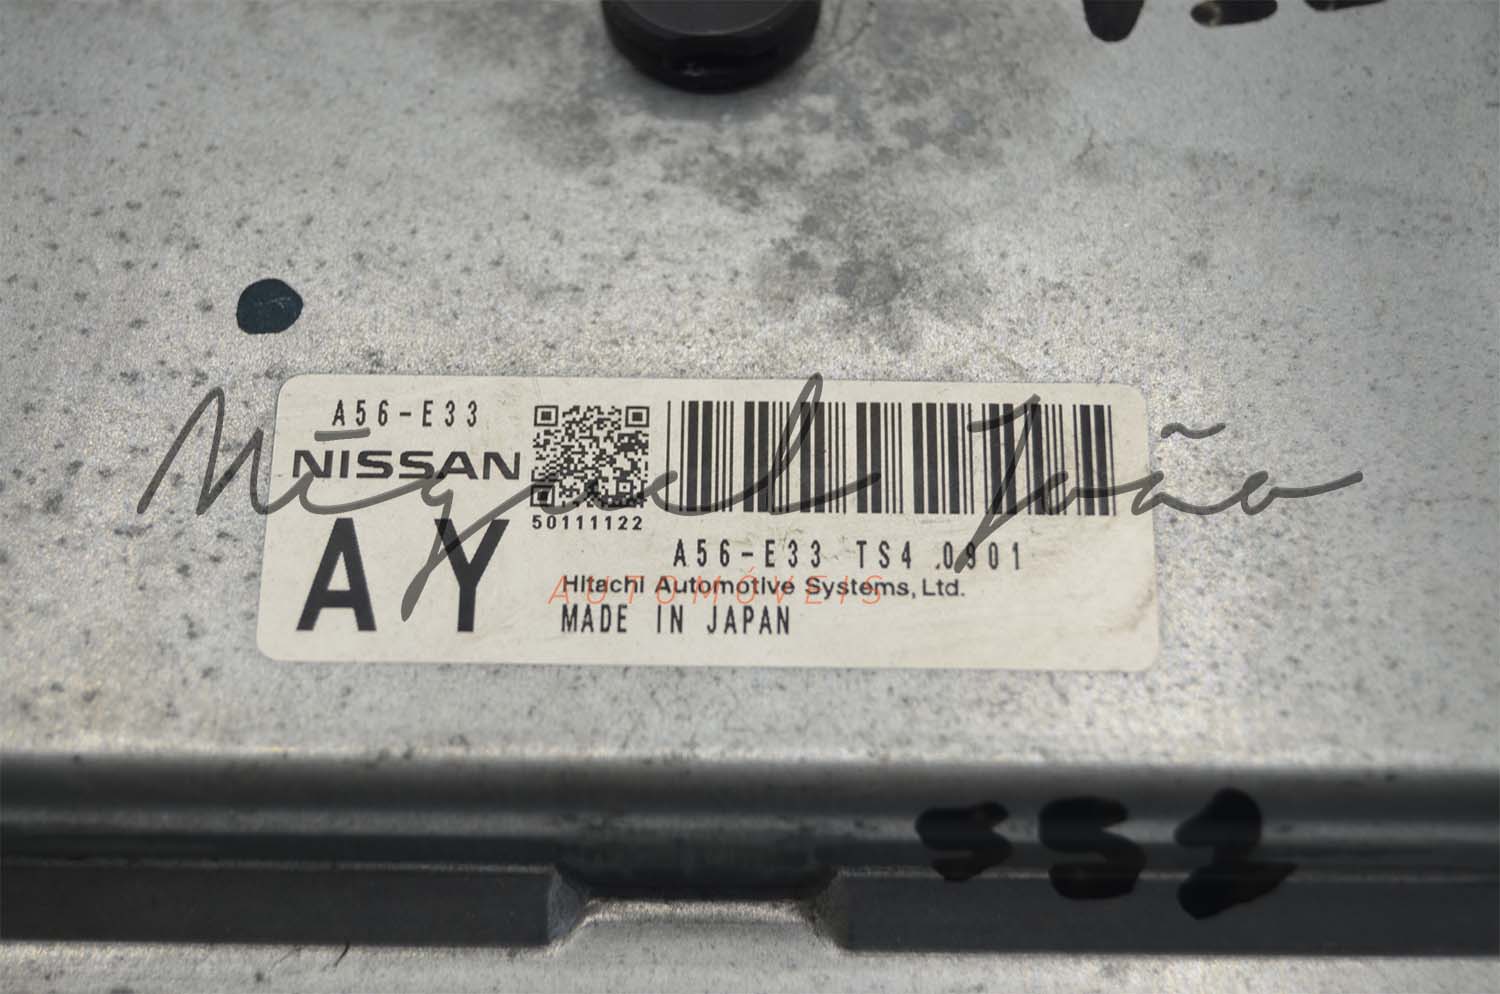 A56-E33
NISSAN
AY
50111122
A56-E33 TS4 .0901
Hitachi Automotive Systems, Ltd.
MADE IN JAPAN
Miguel João
AUTOMÓVEIS